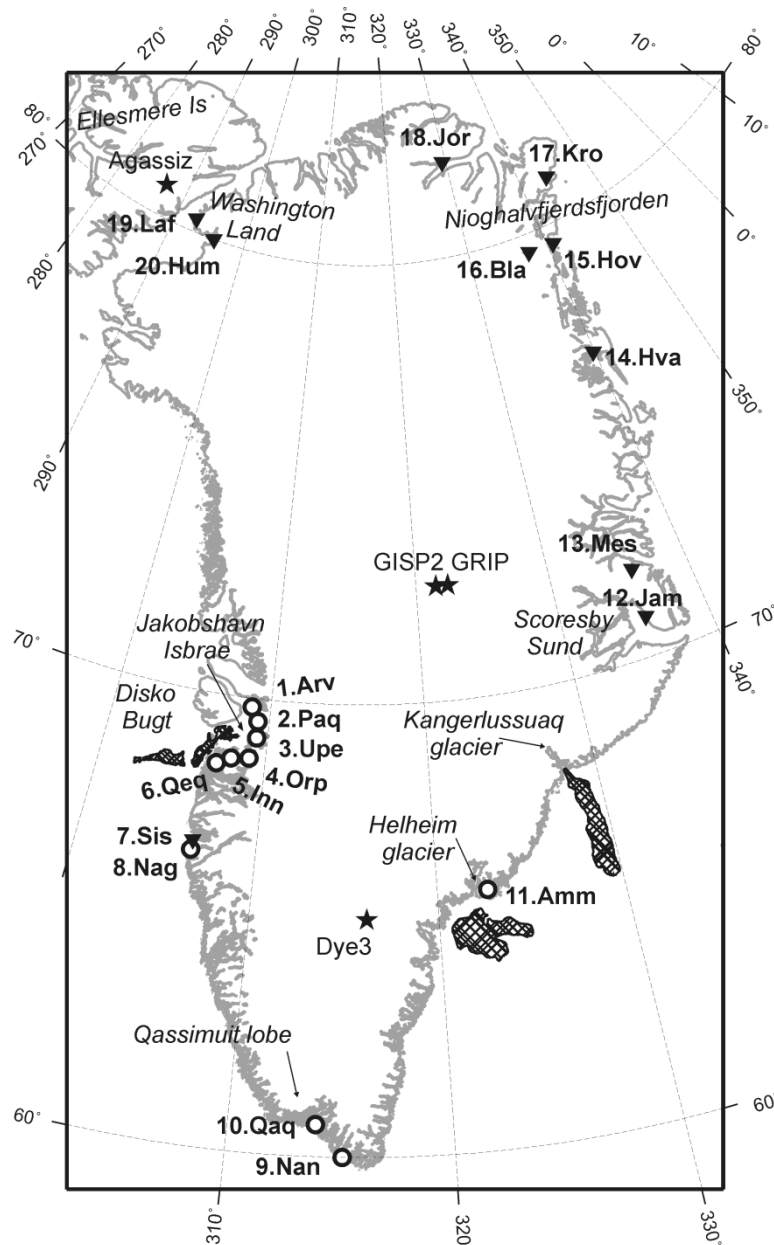 270°
280°
290°
300°
310°
320°
330°
340°
350°
0°
10°
80°
80°
270°
Ellesmere Is
Agassiz
18.Jor
17.Kro
10°
19.Laf
Washington
Land
Nioghalvfjerdsfjorden
280°
20.Hum
16.Bla
15.Hov
0°
14.Hva
350°
290°
13.Mes
GISP2 GRIP
12.Jam
Scoresby
Sund
70°
340°
70°
Jakobshavn
Isbrae
Disko
Bugt
1.Arv
2.Paq
3.Upe
4.Orp
5.Inn
6.Qeq
Kangerlussuaq
glacier
7.Sis
8.Nag
Helheim
glacier
11.Amm
Dye3
Qassimuit lobe
60°
10.Qaq
9.Nan
60°
310°
320°
330°